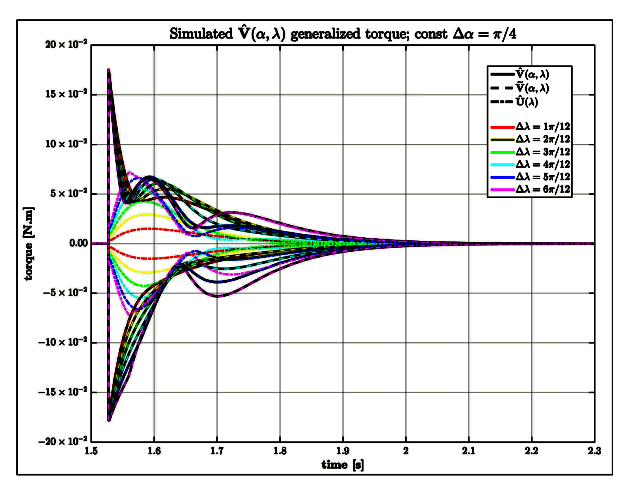 Simulated V̂(α, λ) generalized torque; const Δα = π/4
20 × 10⁻²
15 × 10⁻²
10 × 10⁻²
5 × 10⁻²
0.00
−5 × 10⁻²
−10 × 10⁻²
−15 × 10⁻²
−20 × 10⁻²
torque [N.m]
V̂(α, λ)
Ṽ(α, λ)
Û(λ)
Δλ = 1π/12
Δλ = 2π/12
Δλ = 3π/12
Δλ = 4π/12
Δλ = 5π/12
Δλ = 6π/12
1.5 1.6 1.7 1.8 1.9 2 2.1 2.2 2.3
time [s]